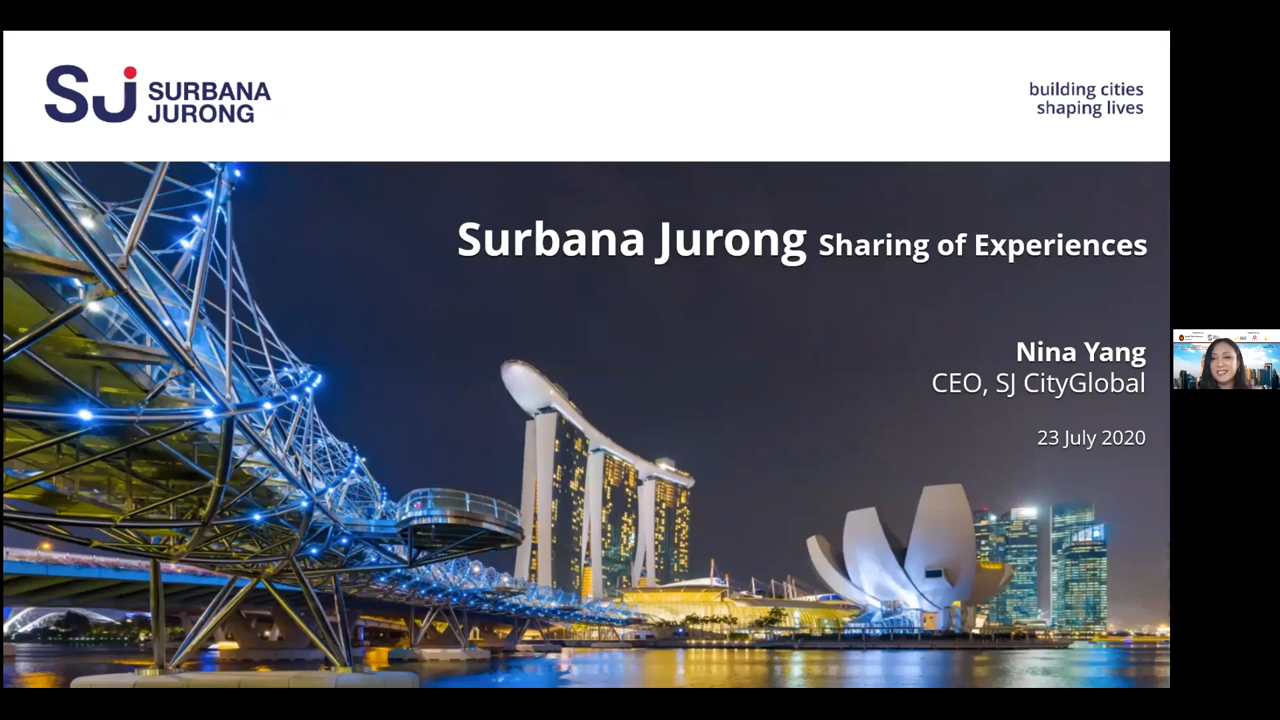 SJ SURBANA
JURONG
building cities
shaping lives
Surbana Jurong Sharing of Experiences
Nina Yang
CEO, SJ CityGlobal
23 July 2020